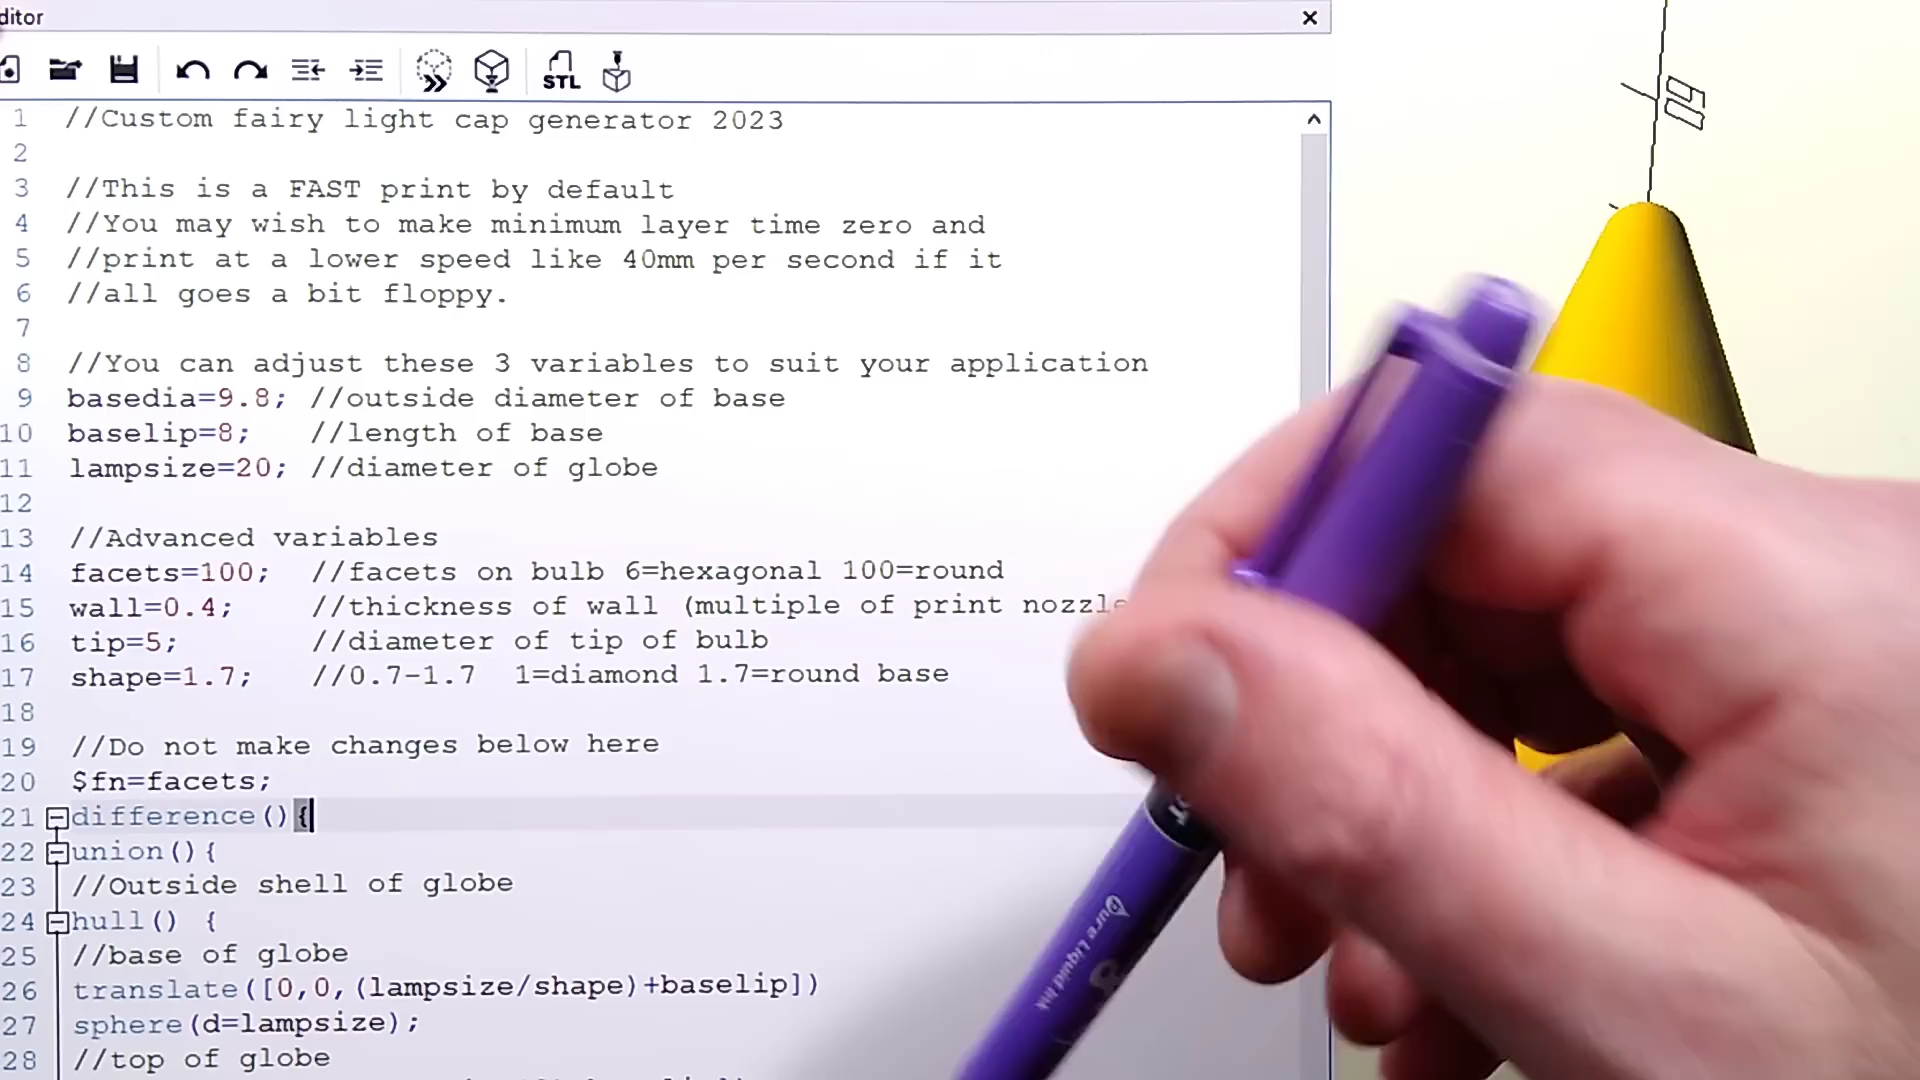 ditor
STL
1 //Custom fairy light cap generator 2023
2
3 //This is a FAST print by default
4 //You may wish to make minimum layer time zero and
5 //print at a lower speed like 40mm per second if it
6 //all goes a bit floppy.
7
8 //You can adjust these 3 variables to suit your application
9 basedia=9.8; //outside diameter of base
10 baselip=8; //length of base
11 lampsize=20; //diameter of globe
12
13 //Advanced variables
14 facets=100; //facets on bulb 6=hexagonal 100=round
15 wall=0.4; //thickness of wall (multiple of print nozzle
16 tip=5; //diameter of tip of bulb
17 shape=1.7; //0.7-1.7 1=diamond 1.7=round base
18
19 //Do not make changes below here
20 $fn=facets;
21 difference(){
22 union(){
23 //Outside shell of globe
24 hull() {
25 //base of globe
26 translate([0,0,(lampsize/shape)+baselip])
27 sphere(d=lampsize);
28 //top of globe
Pure Liquid Ink